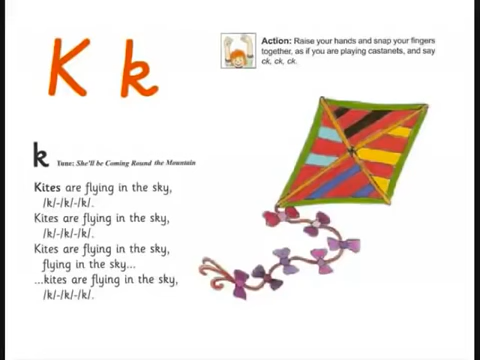 K k
Action: Raise your hands and snap your fingers
together, as if you are playing castanets, and say
ck, ck, ck.
k Tune: She'll be Coming Round the Mountain
Kites are flying in the sky,
/k/-/k/-/k/.
Kites are flying in the sky,
/k/-/k/-/k/.
Kites are flying in the sky,
flying in the sky...
...kites are flying in the sky,
/k/-/k/-/k/.